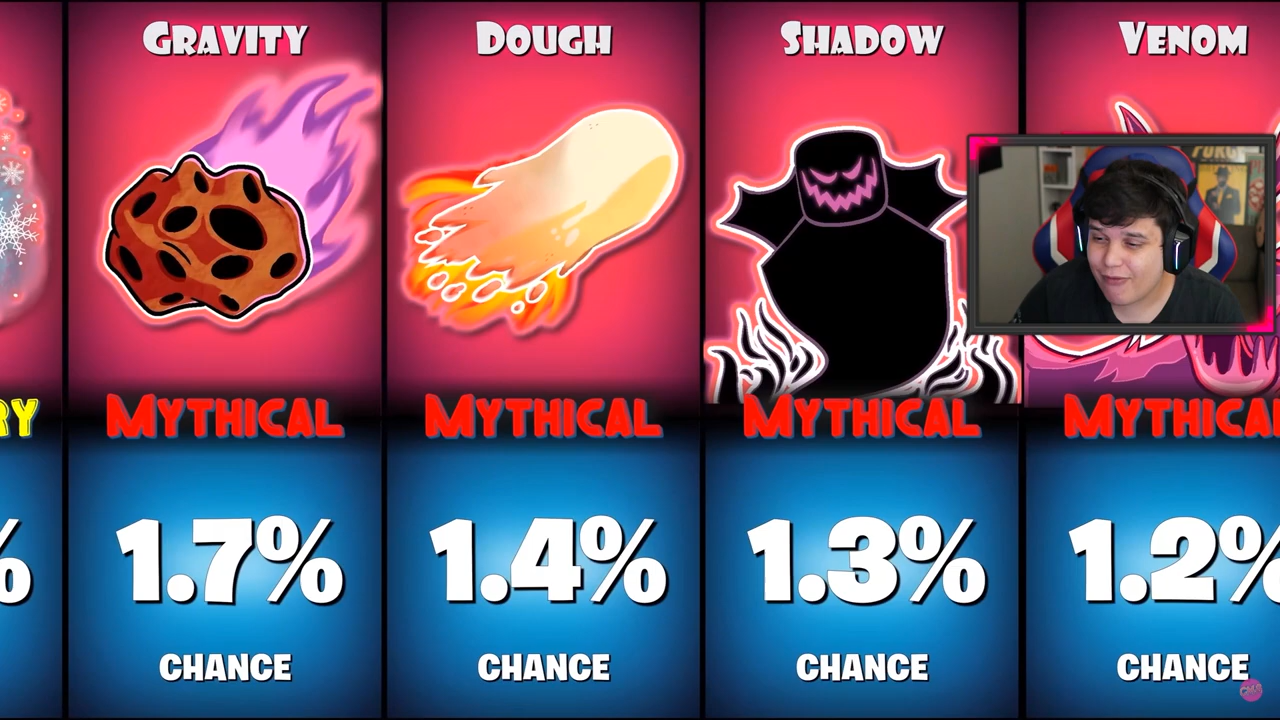 Gravity
Dough
Shadow
Venom
RY
Mythical
Mythical
Mythical
Mythical
%
1.7%
1.4%
1.3%
1.2%
Chance
Chance
Chance
Chance